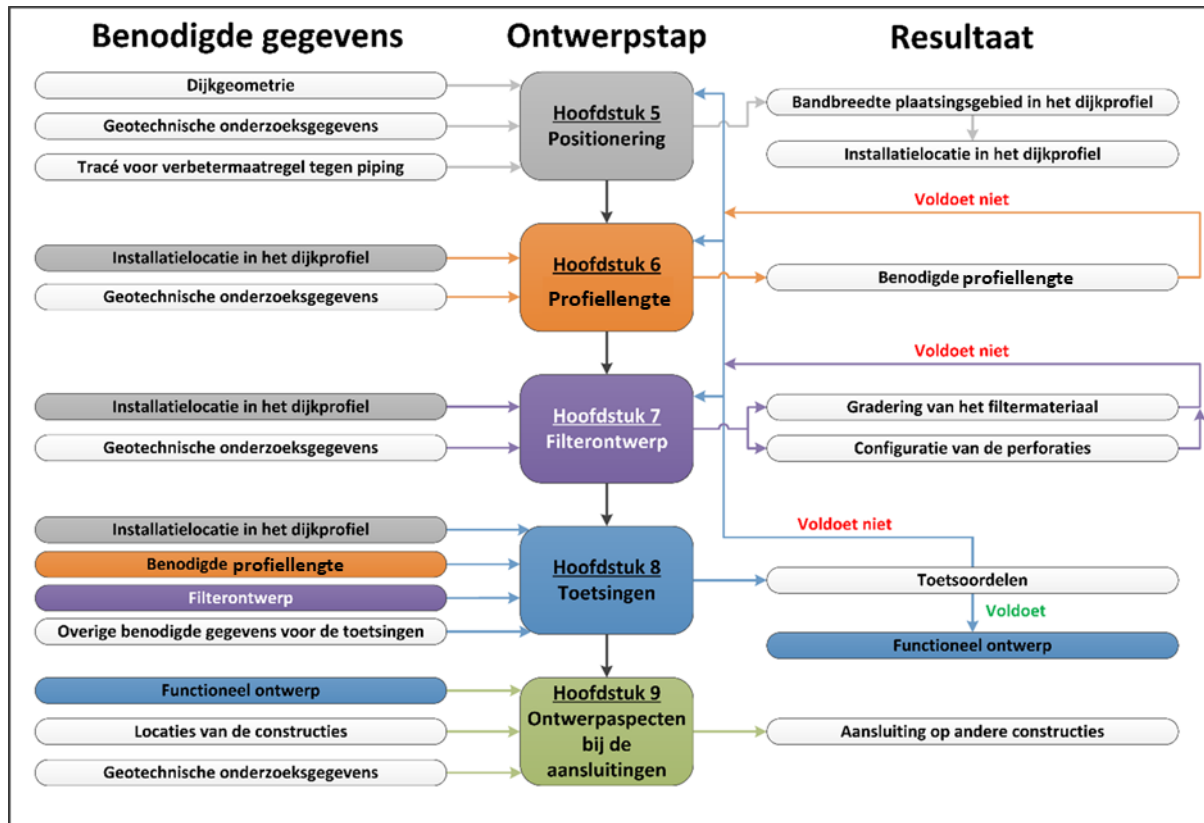 Benodigde gegevens
Ontwerpstap
Resultaat
Dijkgeometrie
Geotechnische onderzoeksgegevens
Tracé voor verbetermaatregel tegen piping
Hoofdstuk 5
Positionering
Bandbreedte plaatsingsgebied in het dijkprofiel
Installatielocatie in het dijkprofiel
Voldoet niet
Installatielocatie in het dijkprofiel
Geotechnische onderzoeksgegevens
Hoofdstuk 6
Profiellengte
Benodigde profiellengte
Voldoet niet
Installatielocatie in het dijkprofiel
Geotechnische onderzoeksgegevens
Hoofdstuk 7
Filterontwerp
Gradering van het filtermateriaal
Configuratie van de perforaties
Voldoet niet
Installatielocatie in het dijkprofiel
Benodigde profiellengte
Filterontwerp
Overige benodigde gegevens voor de toetsingen
Hoofdstuk 8
Toetsingen
Toetsoordelen
Voldoet
Functioneel ontwerp
Functioneel ontwerp
Locaties van de constructies
Geotechnische onderzoeksgegevens
Hoofdstuk 9
Ontwerpaspecten
bij de
aansluitingen
Aansluiting op andere constructies